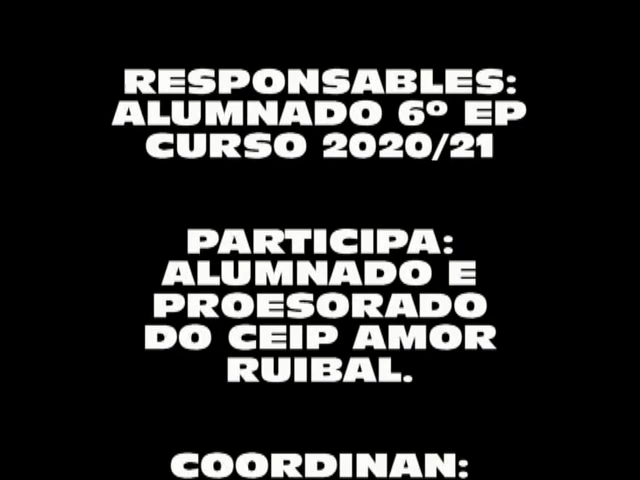 RESPONSABLES:
ALUMNADO 6º EP
CURSO 2020/21
PARTICIPA:
ALUMNADO E
PROESORADO
DO CEIP AMOR
RUIBAL.
COORDINAN: